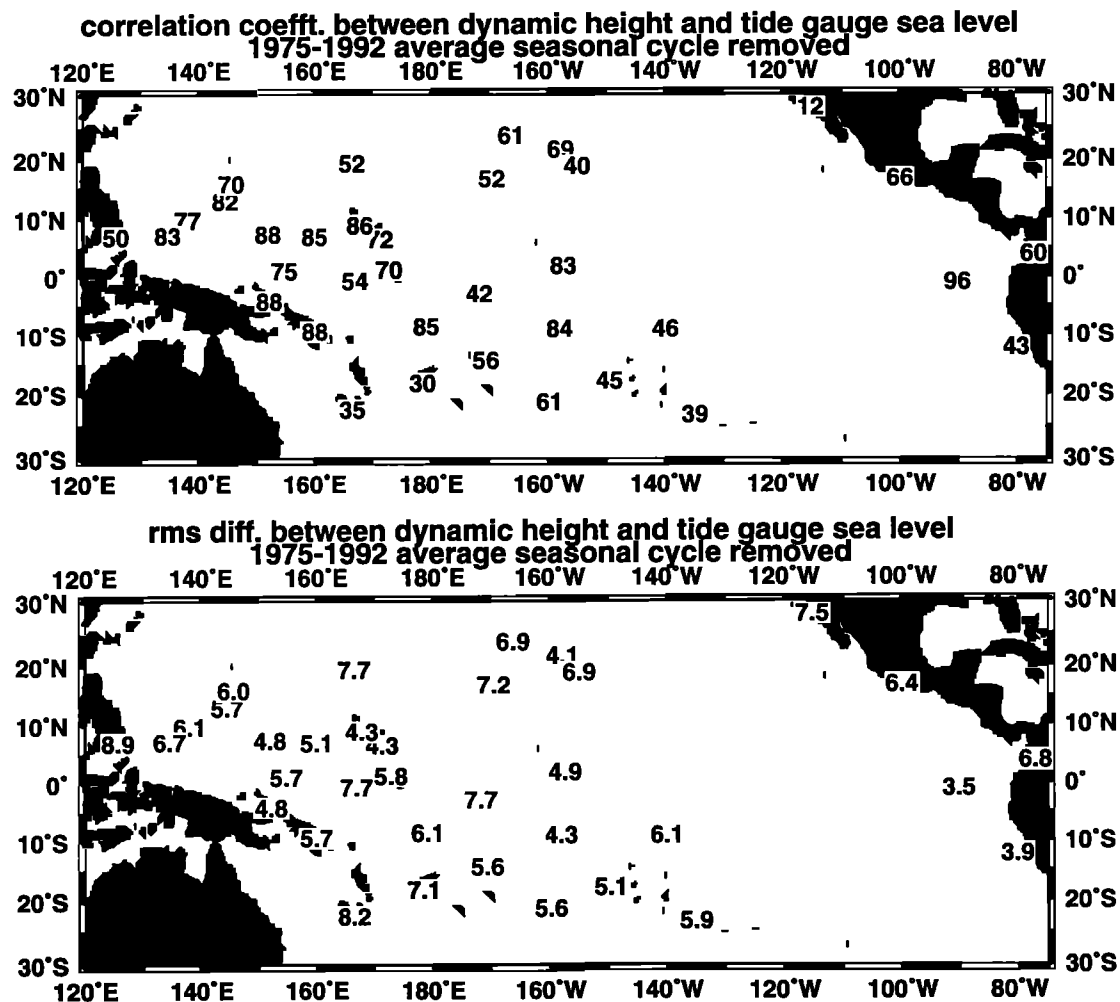 correlation coefft. between dynamic height and tide gauge sea level
1975-1992 average seasonal cycle removed
120˚E 140˚E 160˚E 180˚E 160˚W 140˚W 120˚W 100˚W 80˚W
30˚N 12 30˚N
61
69
20˚N 52 40 20˚N
52 66
70
82
10˚N 77 86 10˚N
50 83 88 85 72
60
75 70 83
0˚ 54 96 0˚
42
88
10˚S 88 85 84 46 10˚S
43
56
30 45
20˚S 35 61 39 20˚S
30˚S 30˚S
120˚E 140˚E 160˚E 180˚E 160˚W 140˚W 120˚W 100˚W 80˚W
rms diff. between dynamic height and tide gauge sea level
1975-1992 average seasonal cycle removed
120˚E 140˚E 160˚E 180˚E 160˚W 140˚W 120˚W 100˚W 80˚W
30˚N 7.5 30˚N
6.9
4.1
20˚N 7.7 6.9 20˚N
7.2 6.4
6.0
5.7
10˚N 6.1 4.3 10˚N
8.9 6.7 4.8 5.1 4.3
6.8
5.7 5.8 4.9
0˚ 7.7 3.5 0˚
7.7
4.8
10˚S 5.7 6.1 4.3 6.1 10˚S
3.9
5.6
7.1 5.1
20˚S 8.2 5.6 5.9 20˚S
30˚S 30˚S
120˚E 140˚E 160˚E 180˚E 160˚W 140˚W 120˚W 100˚W 80˚W